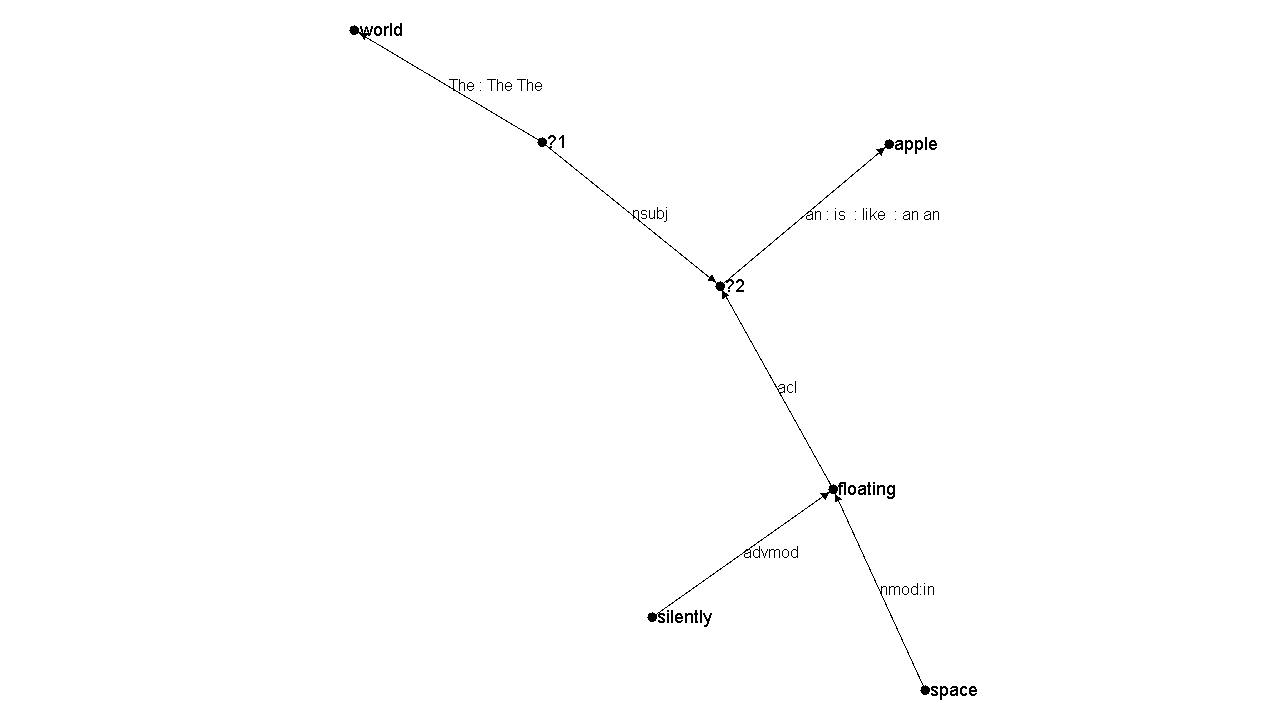 world
The : The The
?1
apple
nsubj
an : is  : like  : an an
?2
acl
floating
advmod
nmod:in
silently
space